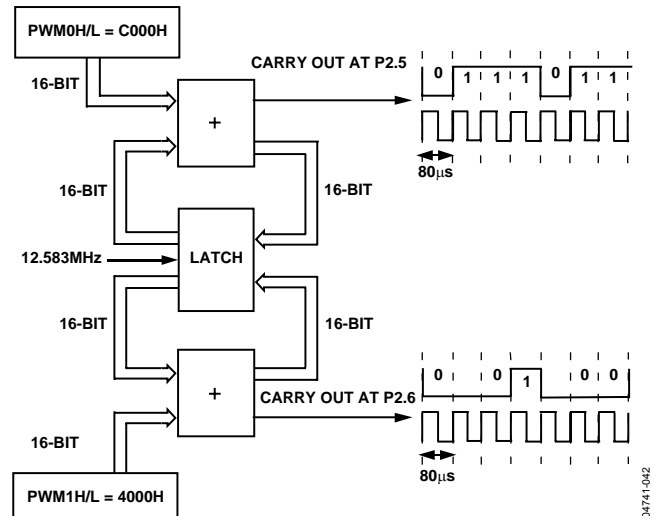 PWM0H/L = C000H
CARRY OUT AT P2.5
0 1 1 1 0 1 1
16-BIT
+
80µs
16-BIT
16-BIT
12.583MHz
LATCH
16-BIT
16-BIT
+
0 0 1 0 0
CARRY OUT AT P2.6
16-BIT
80µs
PWM1H/L = 4000H
04741-042